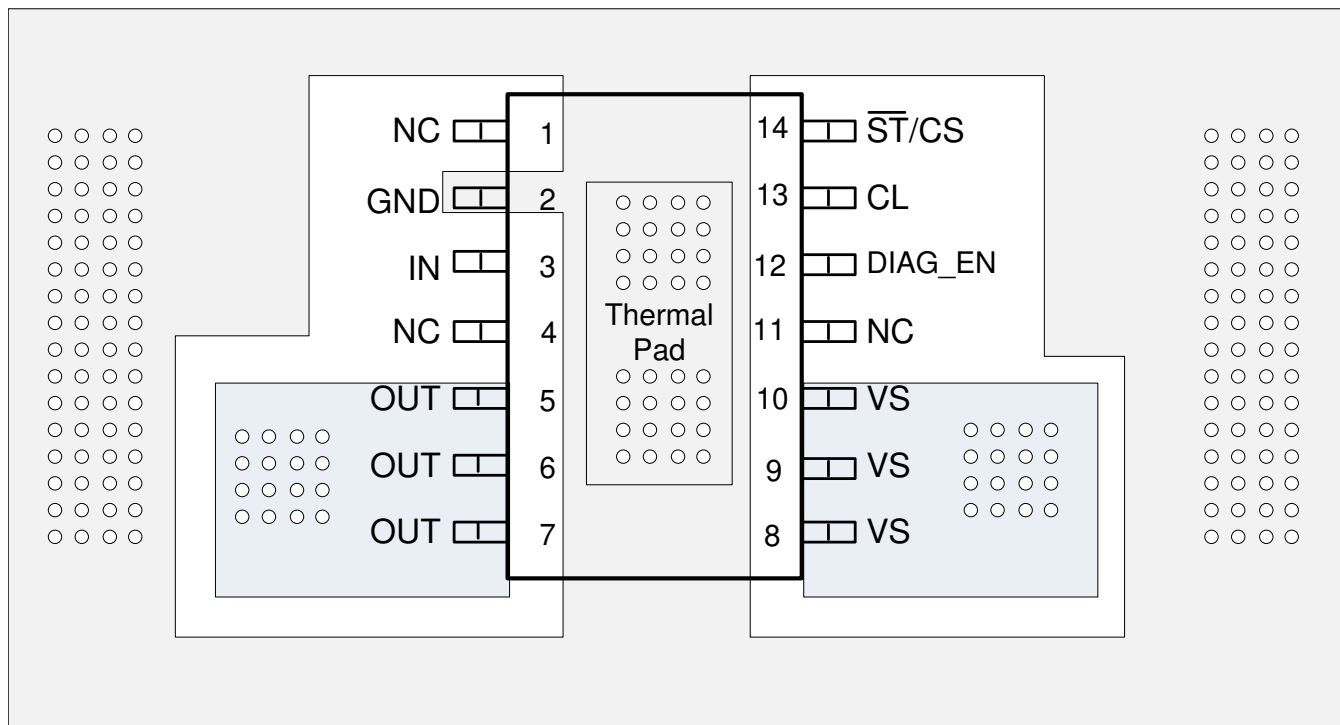 NC 1 14 S̅T̅/CS
GND 2 13 CL
IN 3 12 DIAG_EN
Thermal
Pad
NC 4 11 NC
OUT 5 10 VS
OUT 6 9 VS
OUT 7 8 VS